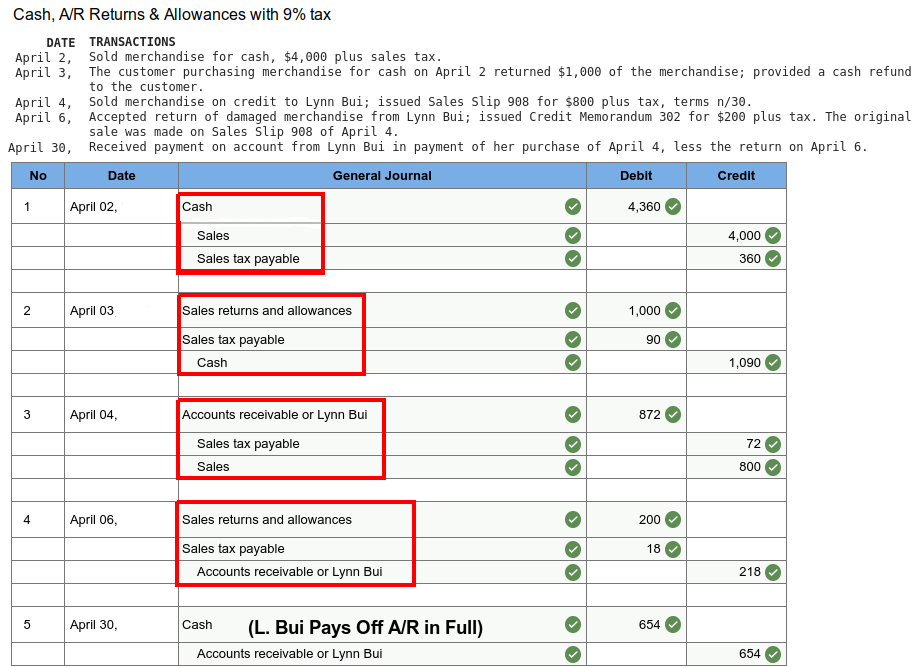 Cash, A/R Returns & Allowances with 9% tax
DATE TRANSACTIONS
April 2, Sold merchandise for cash, $4,000 plus sales tax.
April 3, The customer purchasing merchandise for cash on April 2 returned $1,000 of the merchandise; provided a cash refund
to the customer.
April 4, Sold merchandise on credit to Lynn Bui; issued Sales Slip 908 for $800 plus tax, terms n/30.
April 6, Accepted return of damaged merchandise from Lynn Bui; issued Credit Memorandum 302 for $200 plus tax. The original
sale was made on Sales Slip 908 of April 4.
April 30, Received payment on account from Lynn Bui in payment of her purchase of April 4, less the return on April 6.
No Date General Journal Debit Credit
1 April 02, Cash 4,360
Sales 4,000
Sales tax payable 360
2 April 03 Sales returns and allowances 1,000
Sales tax payable 90
Cash 1,090
3 April 04, Accounts receivable or Lynn Bui 872
Sales tax payable 72
Sales 800
4 April 06, Sales returns and allowances 200
Sales tax payable 18
Accounts receivable or Lynn Bui 218
5 April 30, Cash (L. Bui Pays Off A/R in Full) 654
Accounts receivable or Lynn Bui 654